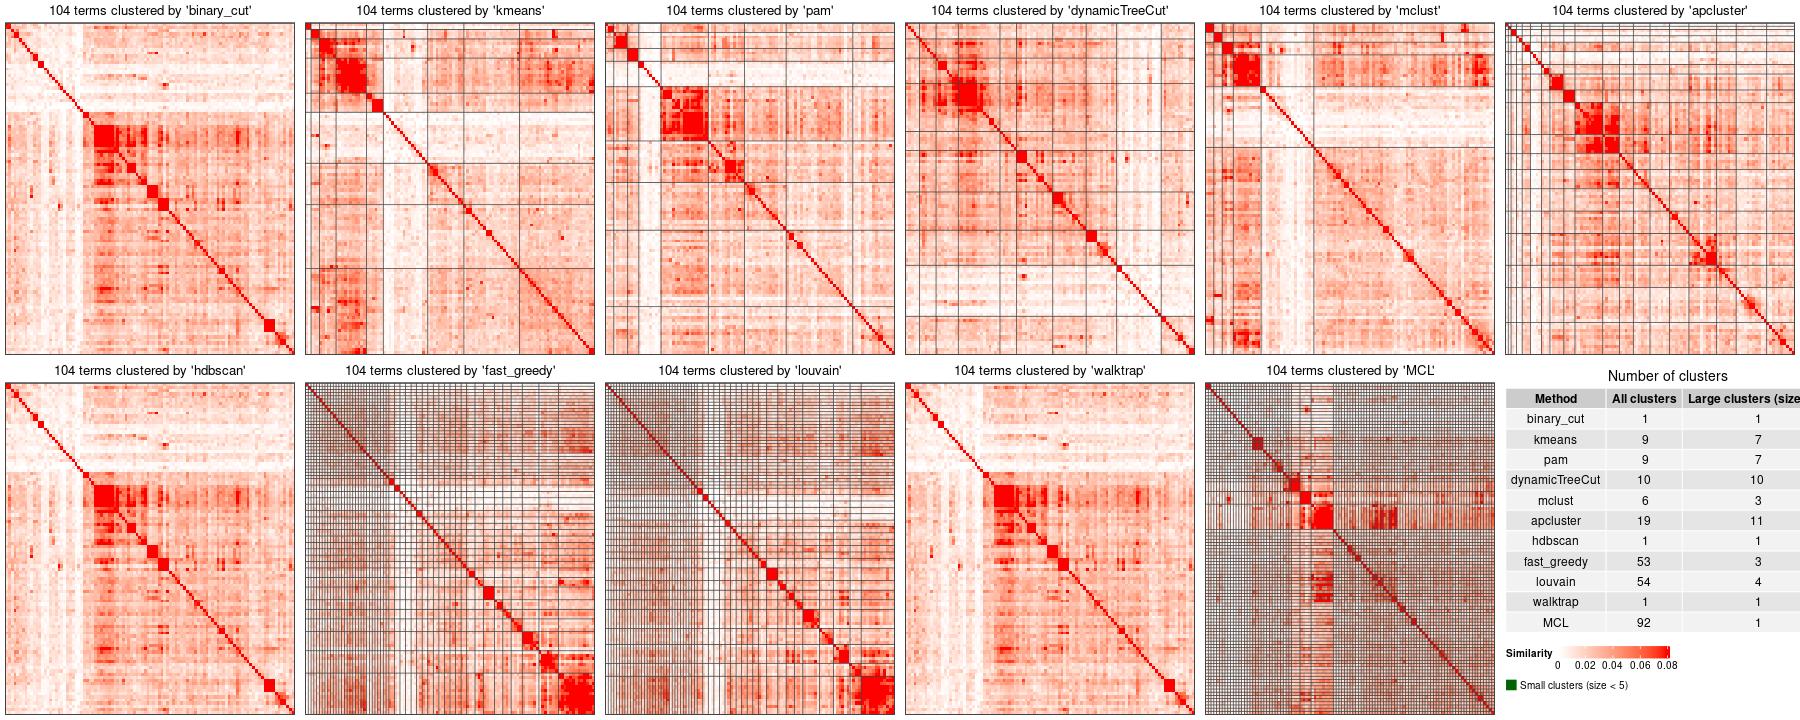 104 terms clustered by 'binary_cut'
104 terms clustered by 'kmeans'
104 terms clustered by 'pam'
104 terms clustered by 'dynamicTreeCut'
104 terms clustered by 'mclust'
104 terms clustered by 'apcluster'
104 terms clustered by 'hdbscan'
104 terms clustered by 'fast_greedy'
104 terms clustered by 'louvain'
104 terms clustered by 'walktrap'
104 terms clustered by 'MCL'
Number of clusters
Method All clusters Large clusters (size
binary_cut 1 1
kmeans 9 7
pam 9 7
dynamicTreeCut 10 10
mclust 6 3
apcluster 19 11
hdbscan 1 1
fast_greedy 53 3
louvain 54 4
walktrap 1 1
MCL 92 1
Similarity
0 0.02 0.04 0.06 0.08
Small clusters (size < 5)